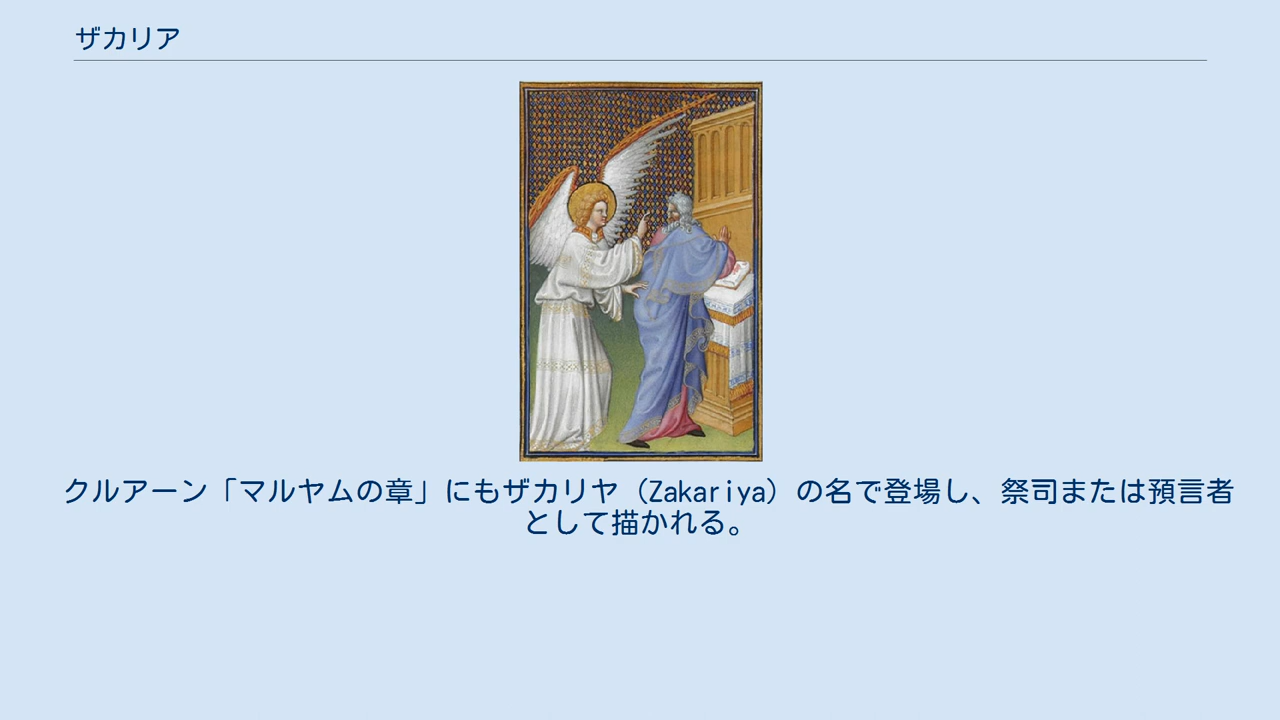 ザカリア
クルアーン「マルヤムの章」にもザカリヤ（Zakariya）の名で登場し、祭司または預言者
として描かれる。